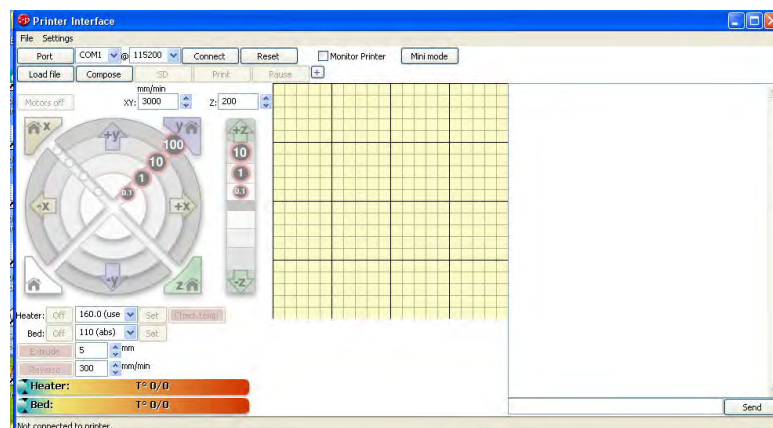 Printer Interface
File Settings
Port COM1 @ 115200 Connect Reset Monitor Printer Mini mode
Load file Compose SD Print Pause +
mm/min
Motors off XY: 3000 Z: 200
x +y y +z
100
10 10
1 1
0.1 0.1
-x +x
-y z -z
Heater: Off 160.0 (use Set Check temp
Bed: Off 110 (abs) Set
Extrude 5 mm
Reverse 300 mm/min
Heater: T° 0/0
Bed: T° 0/0
Send
Not connected to printer.